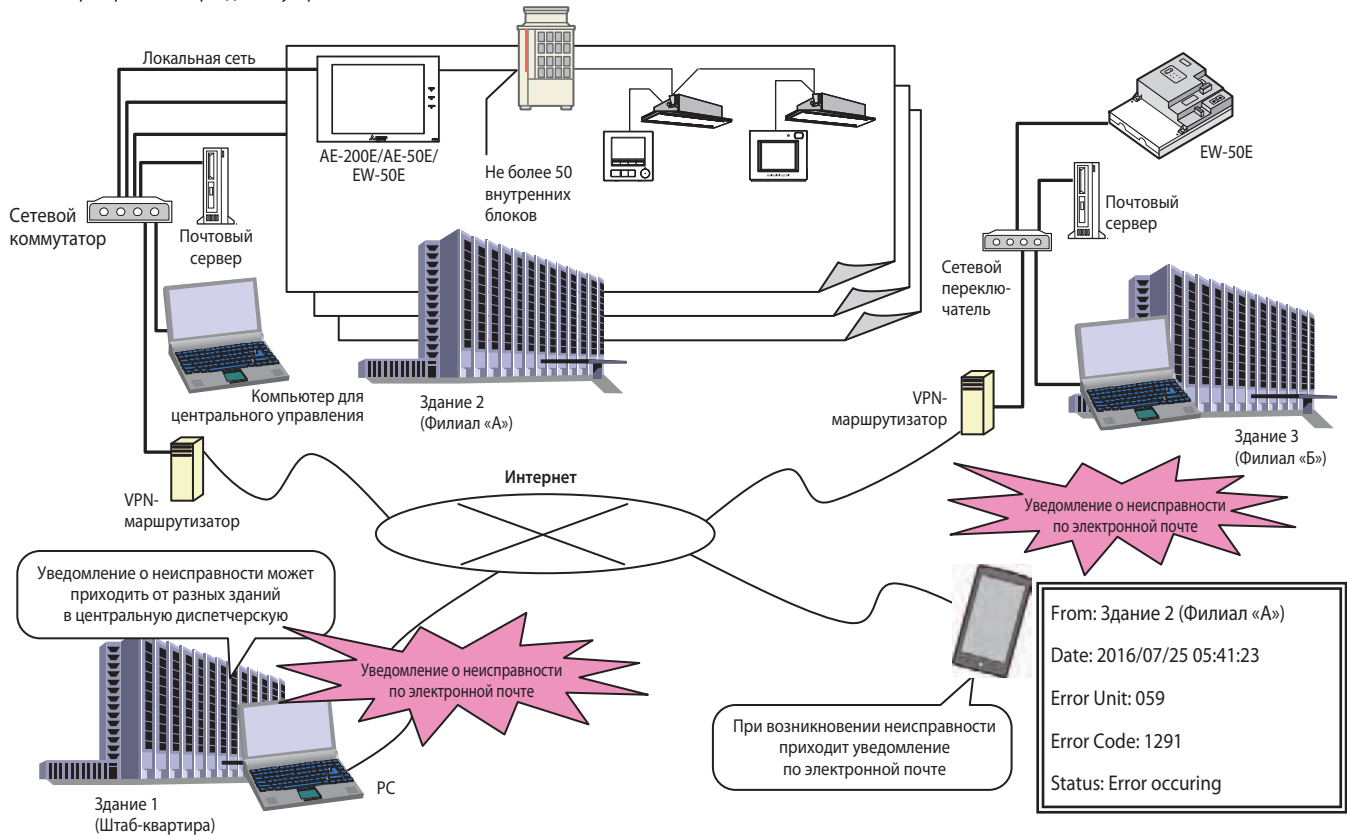 Локальная сеть
AE-200E/AE-50E/
EW-50E
Не более 50
внутренних
блоков
EW-50E
Сетевой
коммутатор
Почтовый
сервер
Почтовый
сервер
Сетевой
переклю-
чатель
Компьютер для
центрального управления
Здание 2
(Филиал «А»)
VPN-
маршрутизатор
Здание 3
(Филиал «Б»)
VPN-
маршрутизатор
Интернет
Уведомление о неисправности
по электронной почте
Уведомление о неисправности может
приходить от разных зданий
в центральную диспетчерскую
Уведомление о неисправности
по электронной почте
From: Здание 2 (Филиал «А»)
Date: 2016/07/25 05:41:23
Error Unit: 059
Error Code: 1291
Status: Error occuring
При возникновении неисправности
приходит уведомление
по электронной почте
PC
Здание 1
(Штаб-квартира)